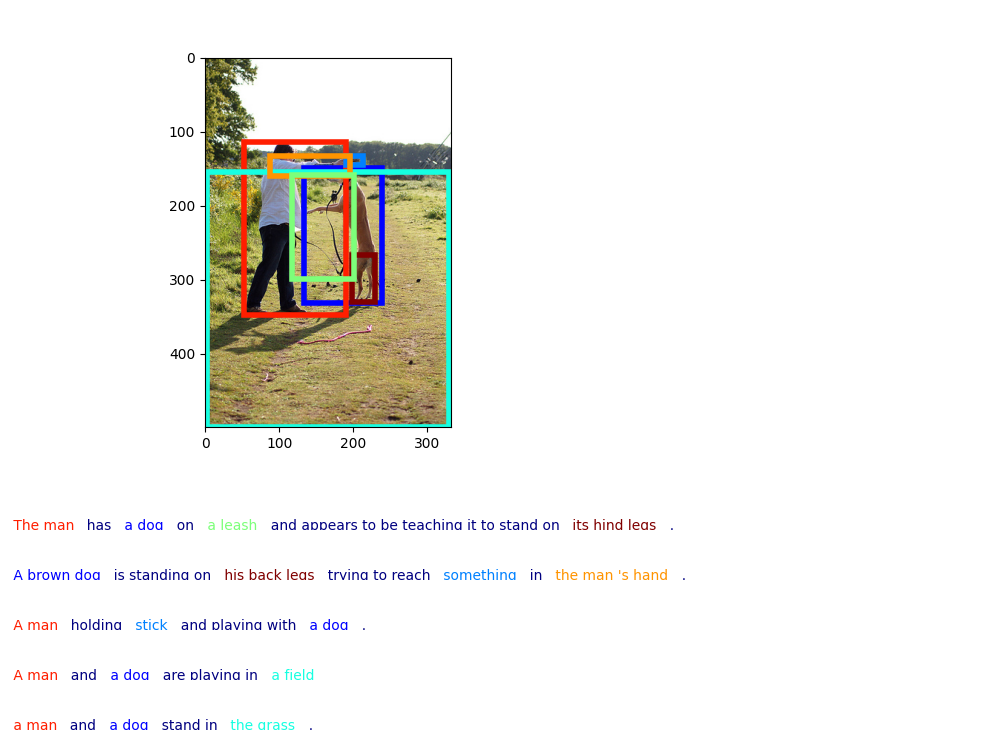 0
100
200
300
400
0 100 200 300
The man has a dog on a leash and appears to be teaching it to stand on its hind legs .
A brown dog is standing on his back legs trying to reach something in the man 's hand .
A man holding stick and playing with a dog .
A man and a dog are playing in a field
a man and a dog stand in the grass .